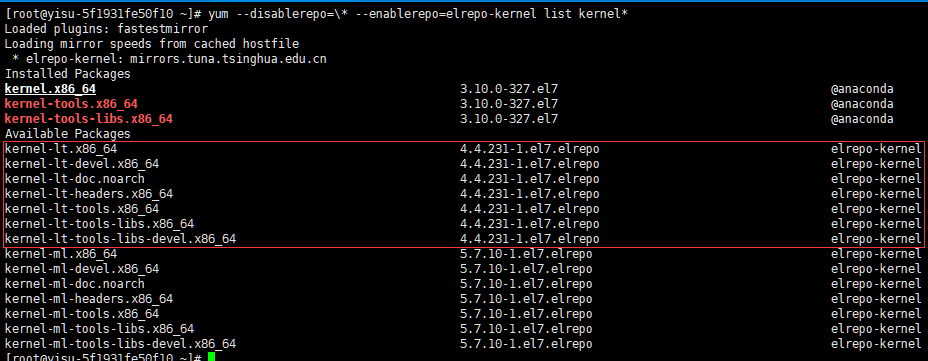 [root@yisu-5f1931fe50f10 ~]# yum --disablerepo=\* --enablerepo=elrepo-kernel list kernel*
Loaded plugins: fastestmirror
Loading mirror speeds from cached hostfile
 * elrepo-kernel: mirrors.tuna.tsinghua.edu.cn
Installed Packages
kernel.x86_64 3.10.0-327.el7 @anaconda
kernel-tools.x86_64 3.10.0-327.el7 @anaconda
kernel-tools-libs.x86_64 3.10.0-327.el7 @anaconda
Available Packages
kernel-lt.x86_64 4.4.231-1.el7.elrepo elrepo-kernel
kernel-lt-devel.x86_64 4.4.231-1.el7.elrepo elrepo-kernel
kernel-lt-doc.noarch 4.4.231-1.el7.elrepo elrepo-kernel
kernel-lt-headers.x86_64 4.4.231-1.el7.elrepo elrepo-kernel
kernel-lt-tools.x86_64 4.4.231-1.el7.elrepo elrepo-kernel
kernel-lt-tools-libs.x86_64 4.4.231-1.el7.elrepo elrepo-kernel
kernel-lt-tools-libs-devel.x86_64 4.4.231-1.el7.elrepo elrepo-kernel
kernel-ml.x86_64 5.7.10-1.el7.elrepo elrepo-kernel
kernel-ml-devel.x86_64 5.7.10-1.el7.elrepo elrepo-kernel
kernel-ml-doc.noarch 5.7.10-1.el7.elrepo elrepo-kernel
kernel-ml-headers.x86_64 5.7.10-1.el7.elrepo elrepo-kernel
kernel-ml-tools.x86_64 5.7.10-1.el7.elrepo elrepo-kernel
kernel-ml-tools-libs.x86_64 5.7.10-1.el7.elrepo elrepo-kernel
kernel-ml-tools-libs-devel.x86_64 5.7.10-1.el7.elrepo elrepo-kernel
[root@yisu-5f1931fe50f10 ~]#